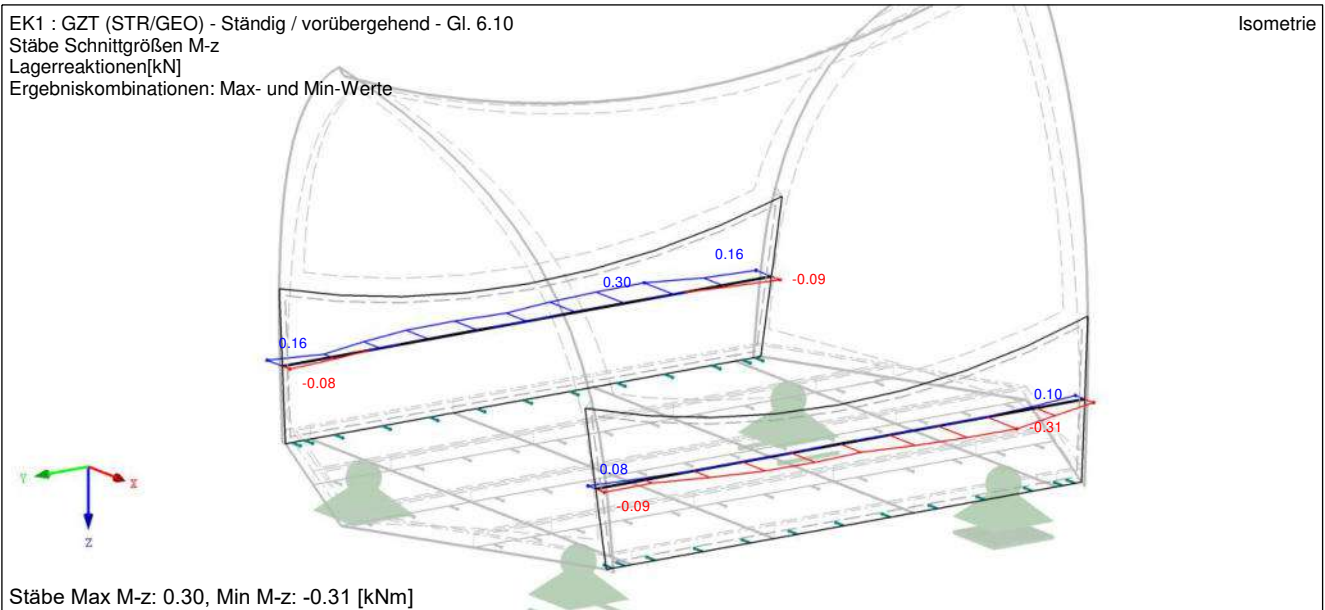 EK1 : GZT (STR/GEO) - Ständig / vorübergehend - Gl. 6.10
Isometrie
Stäbe Schnittgrößen M-z
Lagerreaktionen[kN]
Ergebniskombinationen: Max- und Min-Werte
0.16
0.30
-0.09
0.16
-0.08
0.10
-0.31
0.08
-0.09
Y
X
Z
Stäbe Max M-z: 0.30, Min M-z: -0.31 [kNm]